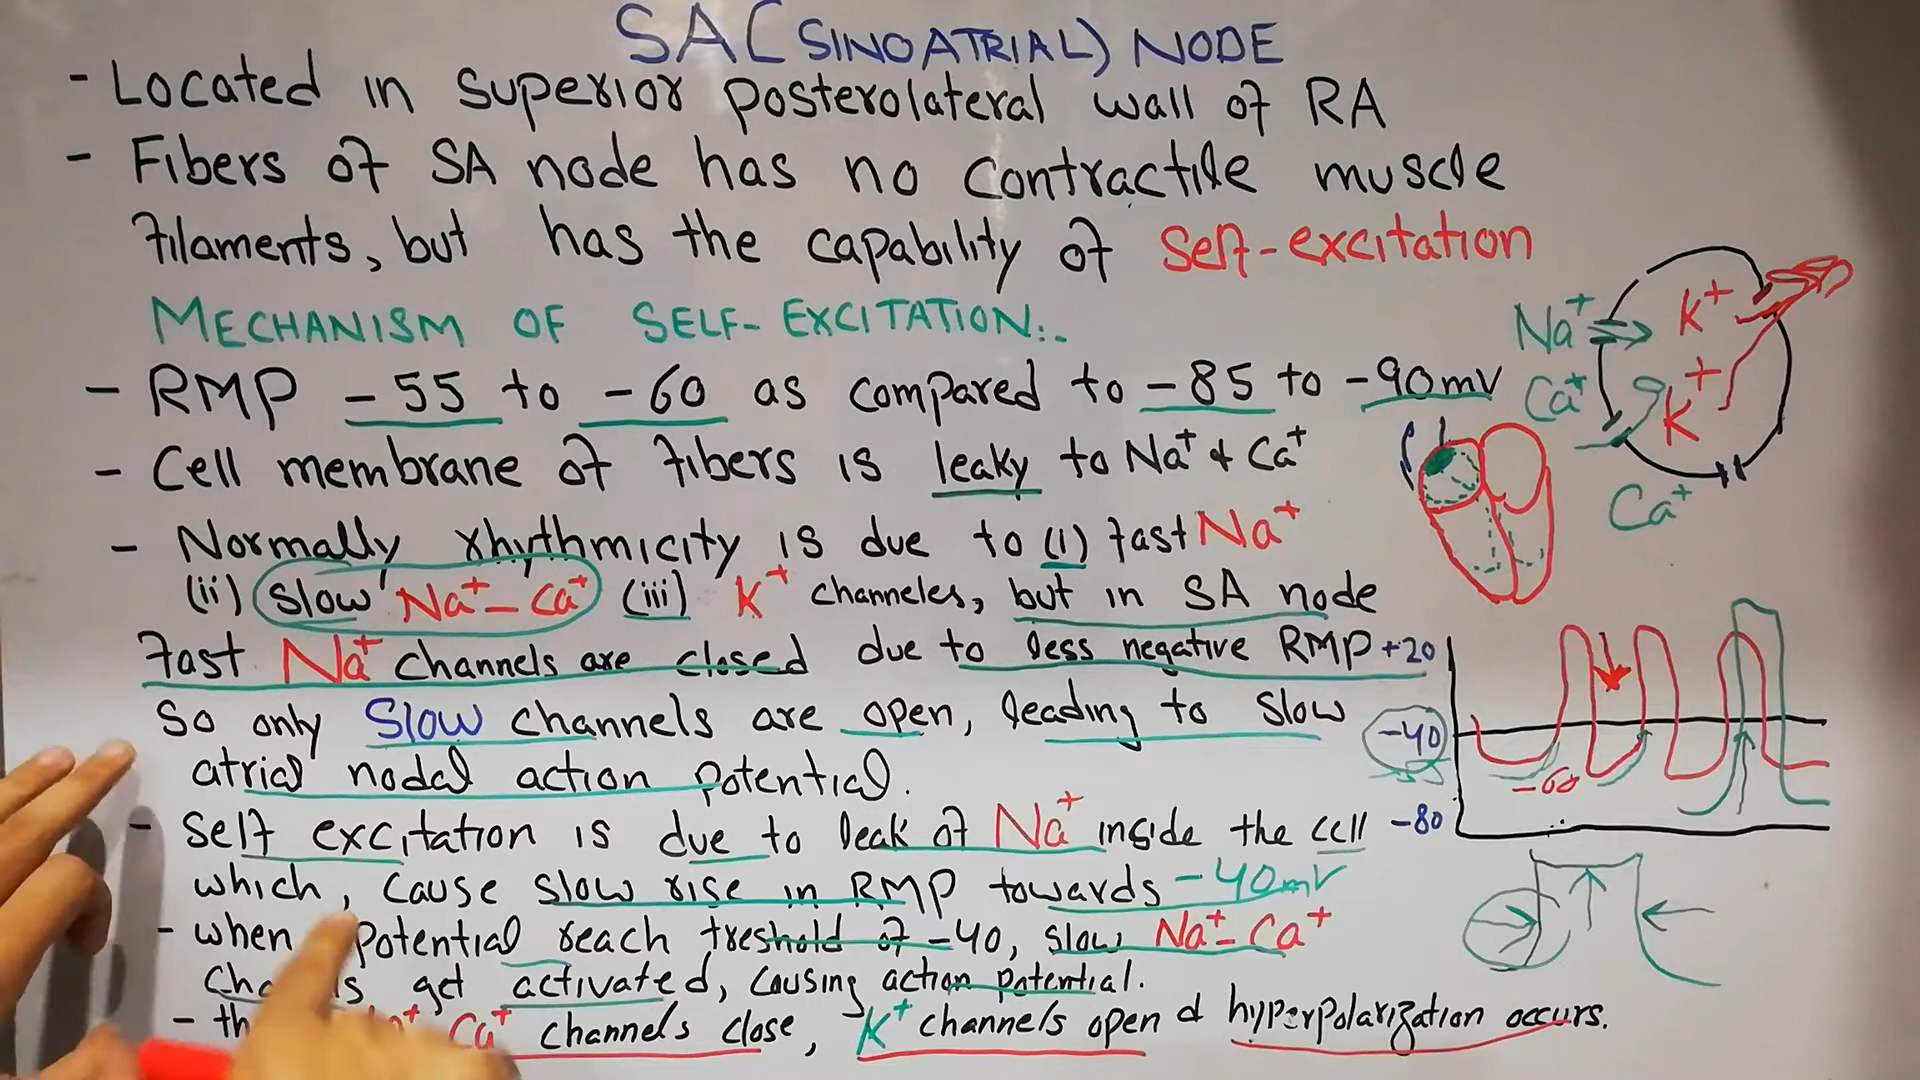 SA (SINOATRIAL) NODE
- Located in superior posterolateral wall of RA
- Fibers of SA node has no contractile muscle
filaments, but has the capability of self-excitation
MECHANISM OF SELF-EXCITATION:-
- RMP -55 to -60 as compared to -85 to -90mV
- Cell membrane of fibers is leaky to Na+ & Ca+
- Normally rhythmicity is due to (i) fast Na+
(ii) slow Na+-Ca+ (iii) K+ channeles, but in SA node
fast Na+ channels are closed due to less negative RMP
so only slow channels are open, leading to slow
atrial nodal action potential.
- Self excitation is due to leak of Na+ inside the cell
which, cause slow rise in RMP towards -40mV
- when potential reach treshold of -40, slow Na+-Ca+
get activated, causing action potential.
- Ca+ channels close, K+ channels open & hyperpolarization occurs.
Na+
K+
Ca+
K+
Ca+
+20
-40
-60
-80